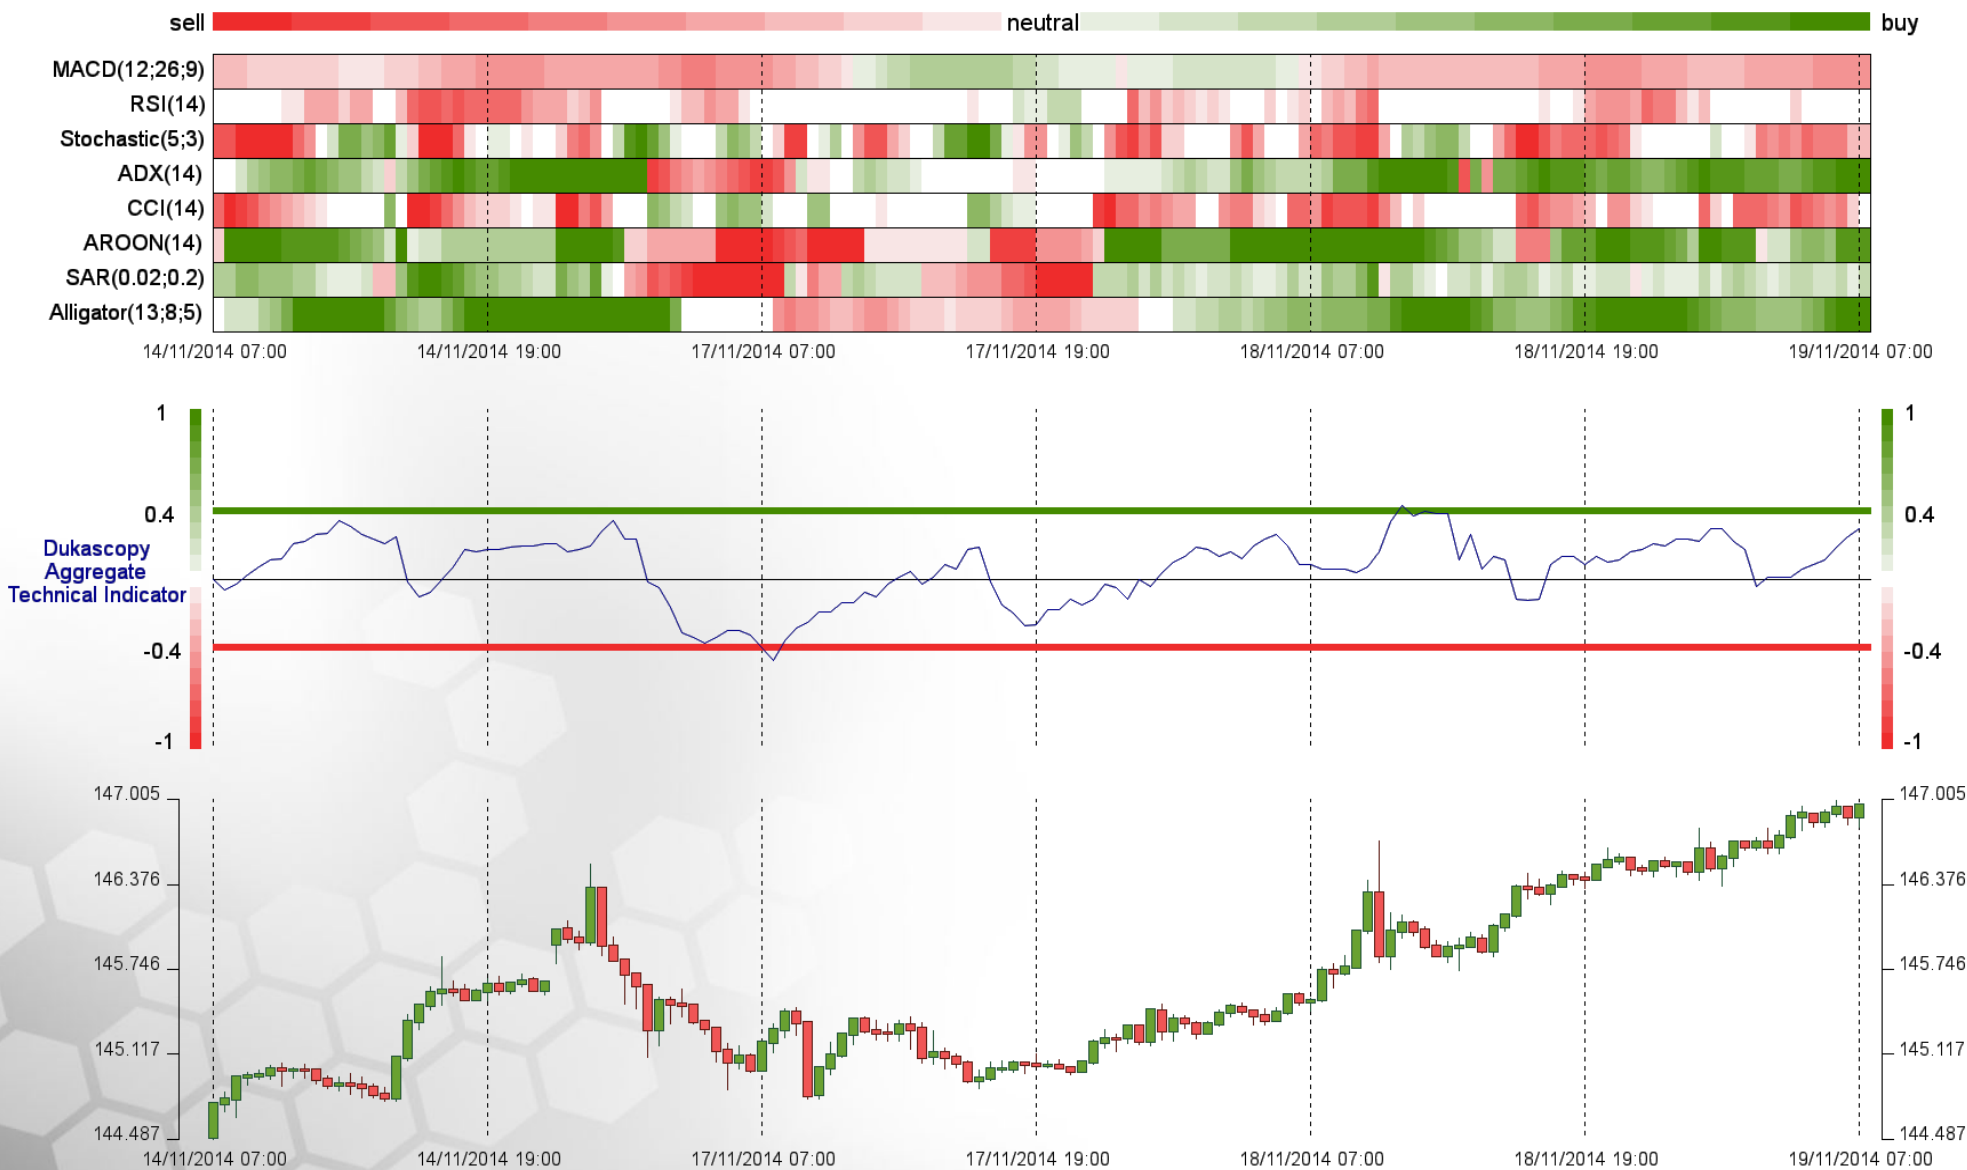 sell neutral buy
MACD(12;26;9)
RSI(14)
Stochastic(5;3)
ADX(14)
CCI(14)
AROON(14)
SAR(0.02;0.2)
Alligator(13;8;5)
14/11/2014 07:00 14/11/2014 19:00 17/11/2014 07:00 17/11/2014 19:00 18/11/2014 07:00 18/11/2014 19:00 19/11/2014 07:00
1 1
0.4 0.4
Dukascopy
Aggregate
Technical Indicator
-0.4 -0.4
-1 -1
147.005 147.005
146.376 146.376
145.746 145.746
145.117 145.117
144.487 144.487
14/11/2014 07:00 14/11/2014 19:00 17/11/2014 07:00 17/11/2014 19:00 18/11/2014 07:00 18/11/2014 19:00 19/11/2014 07:00